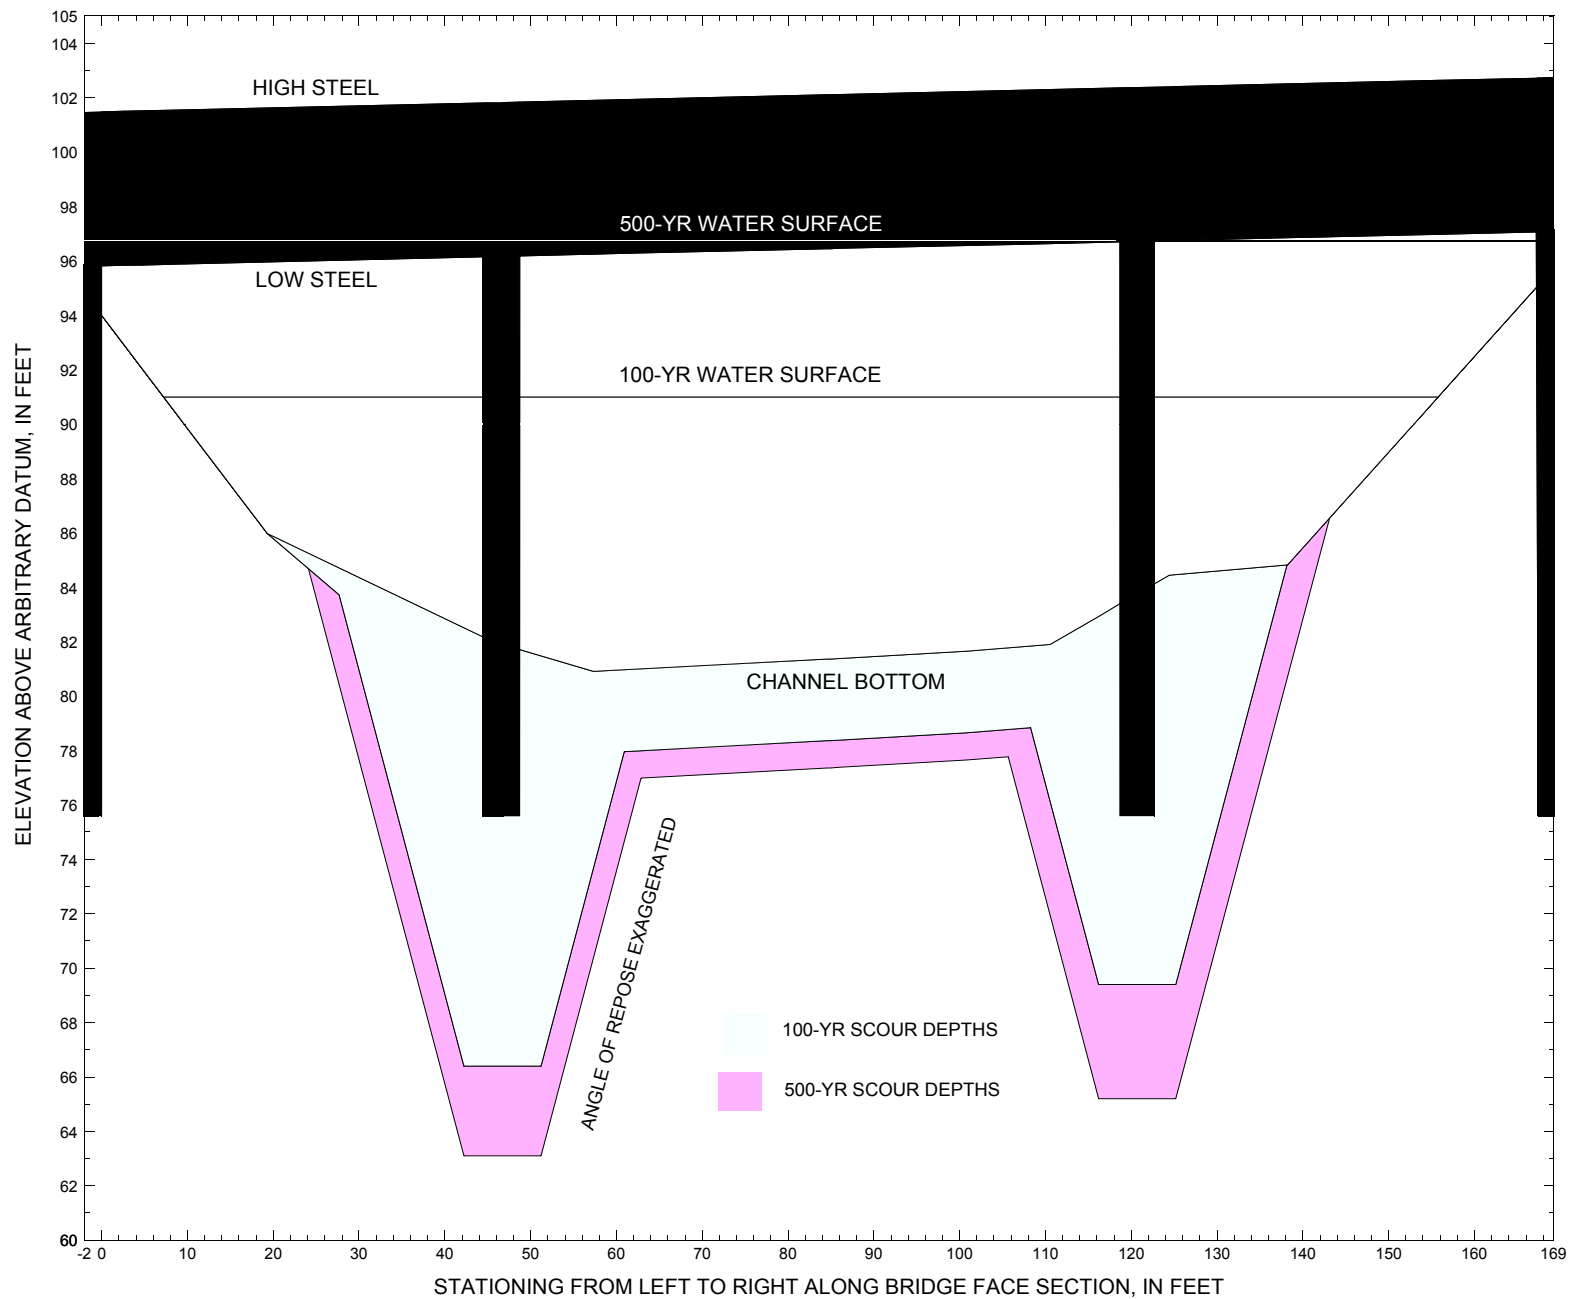 105
104
102
100
98
96
94
92
90
88
86
84
82
80
78
76
74
72
70
68
66
64
62
60
ELEVATION ABOVE ARBITRARY DATUM, IN FEET
HIGH STEEL
500-YR WATER SURFACE
LOW STEEL
100-YR WATER SURFACE
CHANNEL BOTTOM
ANGLE OF REPOSE EXAGGERATED
100-YR SCOUR DEPTHS
500-YR SCOUR DEPTHS
-2 0 10 20 30 40 50 60 70 80 90 100 110 120 130 140 150 160 169
STATIONING FROM LEFT TO RIGHT ALONG BRIDGE FACE SECTION, IN FEET